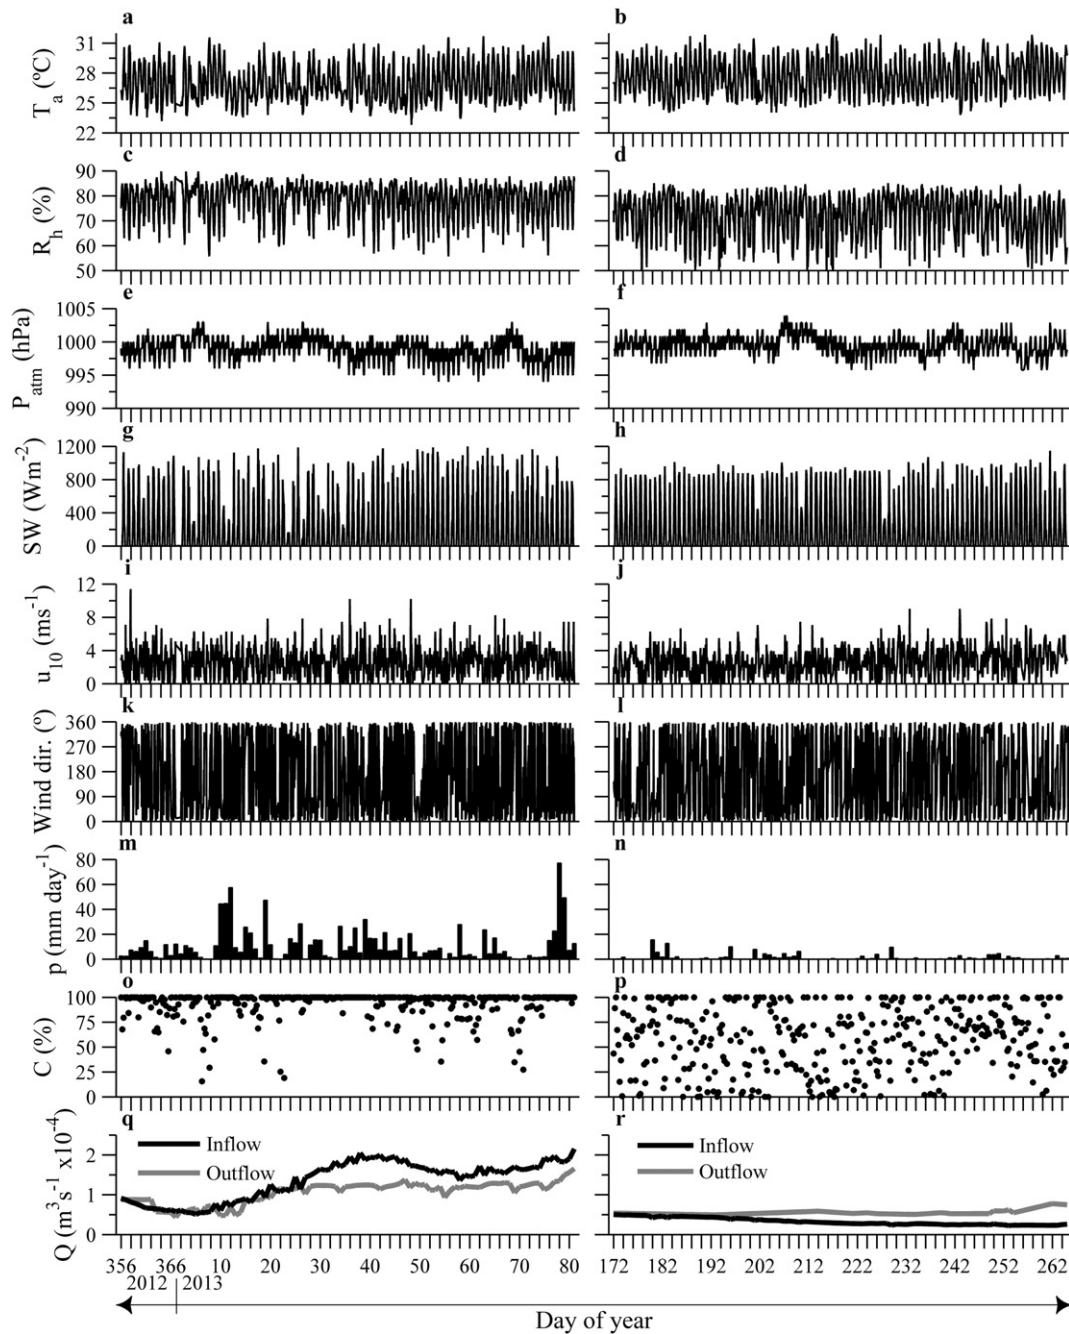 a b
T_a (ºC)
31
28
25
22
c d
R_h (%)
90
80
70
60
50
e f
P_atm (hPa)
1005
1000
995
990
g h
SW (Wm^-2)
1200
800
400
0
i j
u_10 (ms^-1)
12
8
4
0
k l
Wind dir. (º)
360
270
180
90
0
m n
p (mm day^-1)
80
60
40
20
0
o p
C (%)
100
75
50
25
0
q r
Q (m^3s^-1 x10^-4)
2
1
0
Inflow Inflow
Outflow Outflow
356 366 10 20 30 40 50 60 70 80 172 182 192 202 212 222 232 242 252 262
2012 2013
Day of year